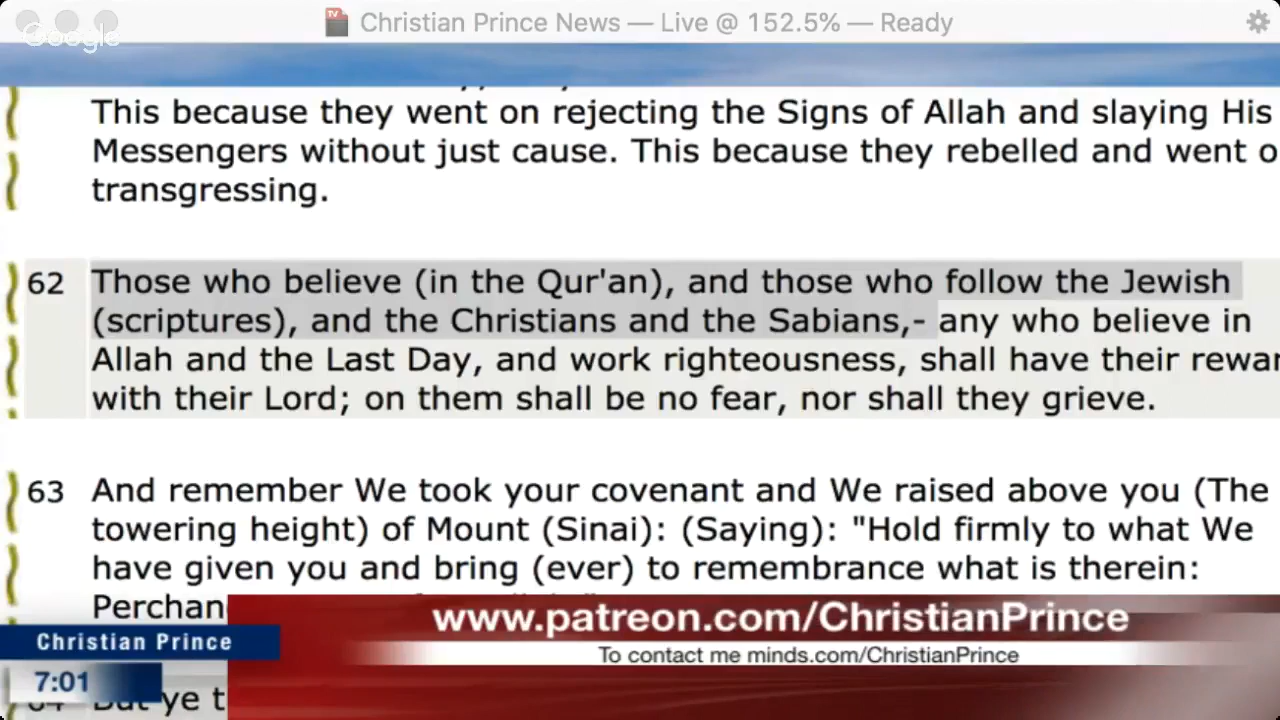 Christian Prince News — Live @ 152.5% — Ready
Google
This because they went on rejecting the Signs of Allah and slaying His
Messengers without just cause. This because they rebelled and went o
transgressing.
62 Those who believe (in the Qur'an), and those who follow the Jewish
(scriptures), and the Christians and the Sabians,- any who believe in
Allah and the Last Day, and work righteousness, shall have their rewar
with their Lord; on them shall be no fear, nor shall they grieve.
63 And remember We took your covenant and We raised above you (The
towering height) of Mount (Sinai): (Saying): "Hold firmly to what We
have given you and bring (ever) to remembrance what is therein:
Perchan
www.patreon.com/ChristianPrince
Christian Prince
To contact me minds.com/ChristianPrince
7:01
64 But ye t